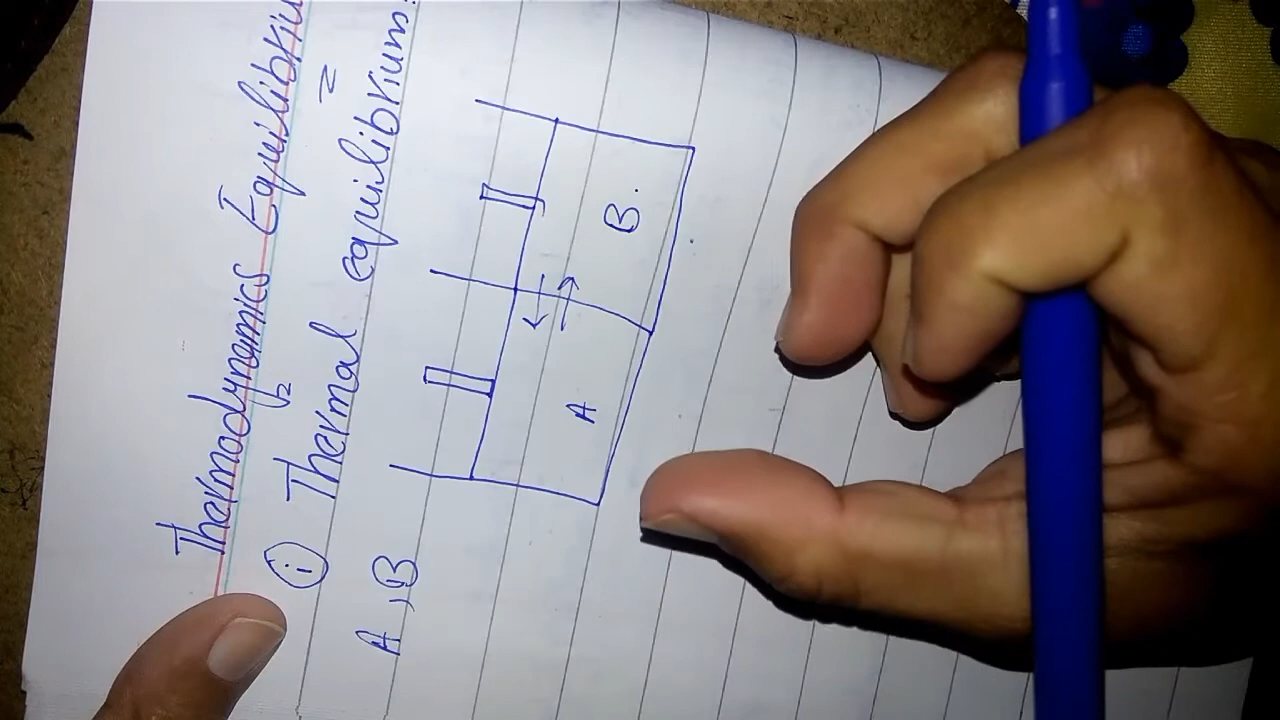 Thermodynamics Equilibriu
(i) Thermal equilibrium:
A, B
A
B.